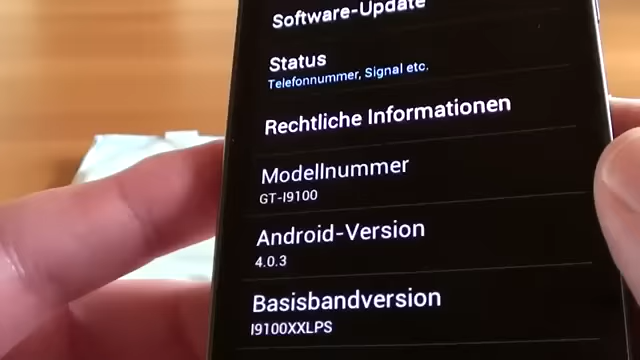 Software-Update
Status
Telefonnummer, Signal etc.
Rechtliche Informationen
Modellnummer
GT-I9100
Android-Version
4.0.3
Basisbandversion
I9100XXLPS